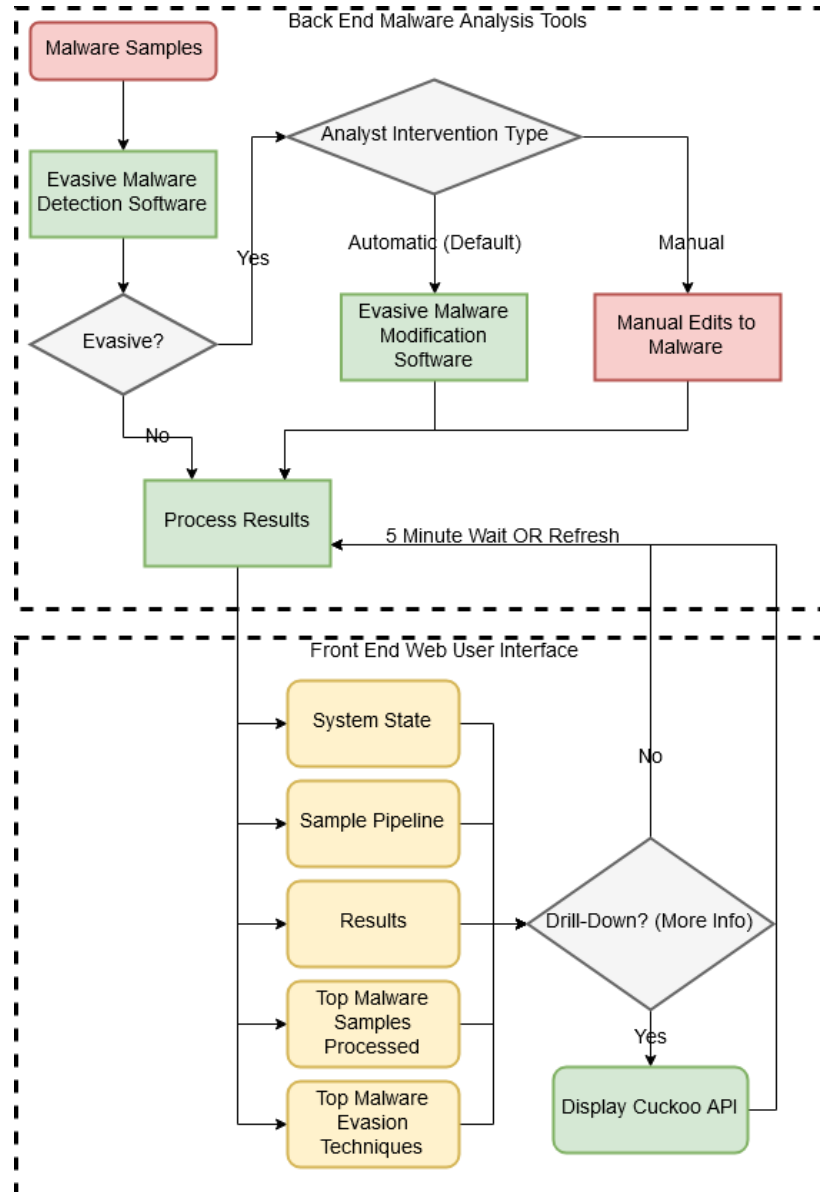 Back End Malware Analysis Tools
Malware Samples
Analyst Intervention Type
Evasive Malware
Detection Software
Yes
Automatic (Default)
Manual
Evasive?
Evasive Malware
Modification
Software
Manual Edits to
Malware
No
Process Results
5 Minute Wait OR Refresh
Front End Web User Interface
System State
No
Sample Pipeline
Results
Drill-Down? (More Info)
Top Malware
Samples
Processed
Yes
Top Malware
Evasion
Techniques
Display Cuckoo API